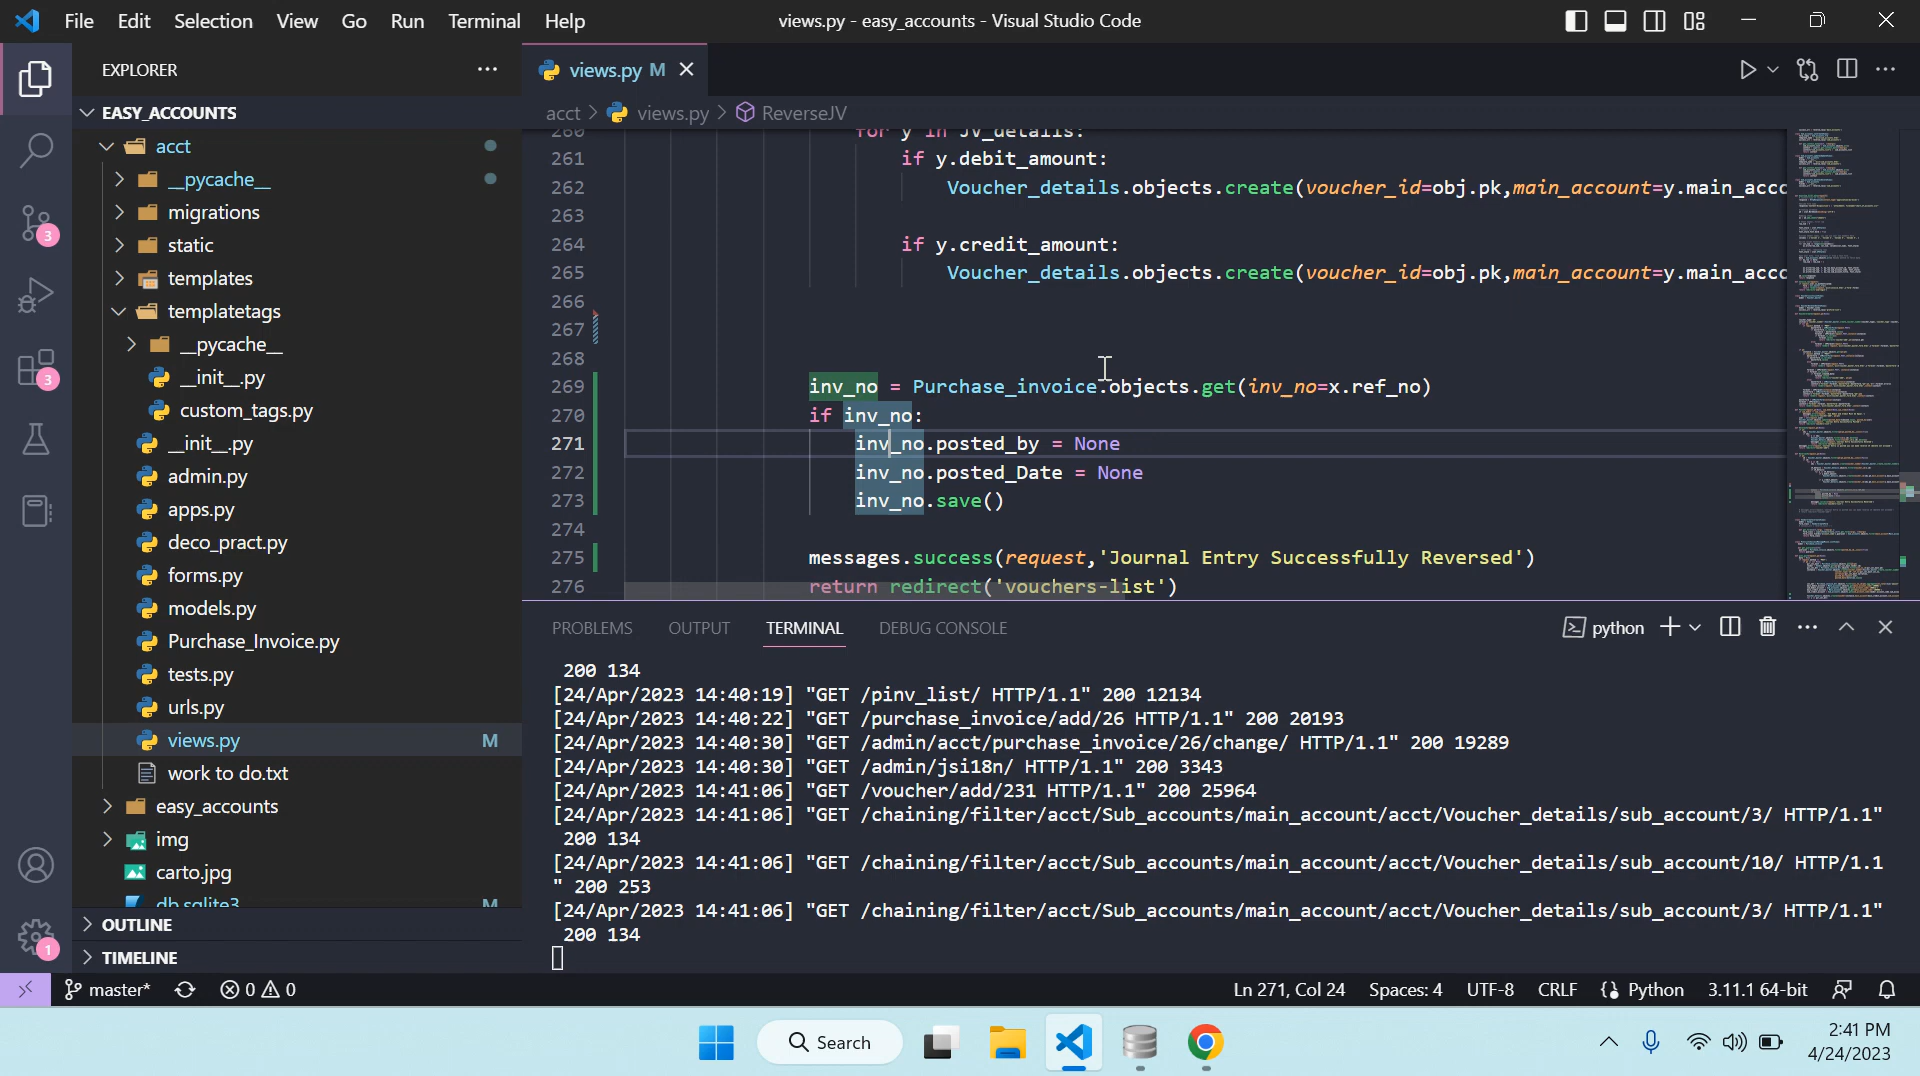 File Edit Selection View Go Run Terminal Help
views.py - easy_accounts - Visual Studio Code
EXPLORER
EASY_ACCOUNTS
acct
__pycache__
migrations
static
templates
templatetags
__pycache__
__init__.py
custom_tags.py
__init__.py
admin.py
apps.py
deco_pract.py
forms.py
models.py
Purchase_Invoice.py
tests.py
urls.py
views.py M
work to do.txt
easy_accounts
img
carto.jpg
db.sqlite3 M
OUTLINE
TIMELINE
3
3
1
views.py M
acct > views.py > ReverseJV
260 for y in JV_details:
261 if y.debit_amount:
262 Voucher_details.objects.create(voucher_id=obj.pk,main_account=y.main_acco
263
264 if y.credit_amount:
265 Voucher_details.objects.create(voucher_id=obj.pk,main_account=y.main_acco
266
267
268
269 inv_no = Purchase_invoice.objects.get(inv_no=x.ref_no)
270 if inv_no:
271 inv_no.posted_by = None
272 inv_no.posted_Date = None
273 inv_no.save()
274
275 messages.success(request,'Journal Entry Successfully Reversed')
276 return redirect('vouchers-list')
PROBLEMS OUTPUT TERMINAL DEBUG CONSOLE
python
200 134
[24/Apr/2023 14:40:19] "GET /pinv_list/ HTTP/1.1" 200 12134
[24/Apr/2023 14:40:22] "GET /purchase_invoice/add/26 HTTP/1.1" 200 20193
[24/Apr/2023 14:40:30] "GET /admin/acct/purchase_invoice/26/change/ HTTP/1.1" 200 19289
[24/Apr/2023 14:40:30] "GET /admin/jsi18n/ HTTP/1.1" 200 3343
[24/Apr/2023 14:41:06] "GET /voucher/add/231 HTTP/1.1" 200 25964
[24/Apr/2023 14:41:06] "GET /chaining/filter/acct/Sub_accounts/main_account/acct/Voucher_details/sub_account/3/ HTTP/1.1"
200 134
[24/Apr/2023 14:41:06] "GET /chaining/filter/acct/Sub_accounts/main_account/acct/Voucher_details/sub_account/10/ HTTP/1.1
" 200 253
[24/Apr/2023 14:41:06] "GET /chaining/filter/acct/Sub_accounts/main_account/acct/Voucher_details/sub_account/3/ HTTP/1.1"
200 134
master* 0 0 Ln 271, Col 24 Spaces: 4 UTF-8 CRLF Python 3.11.1 64-bit
Search
2:41 PM
4/24/2023